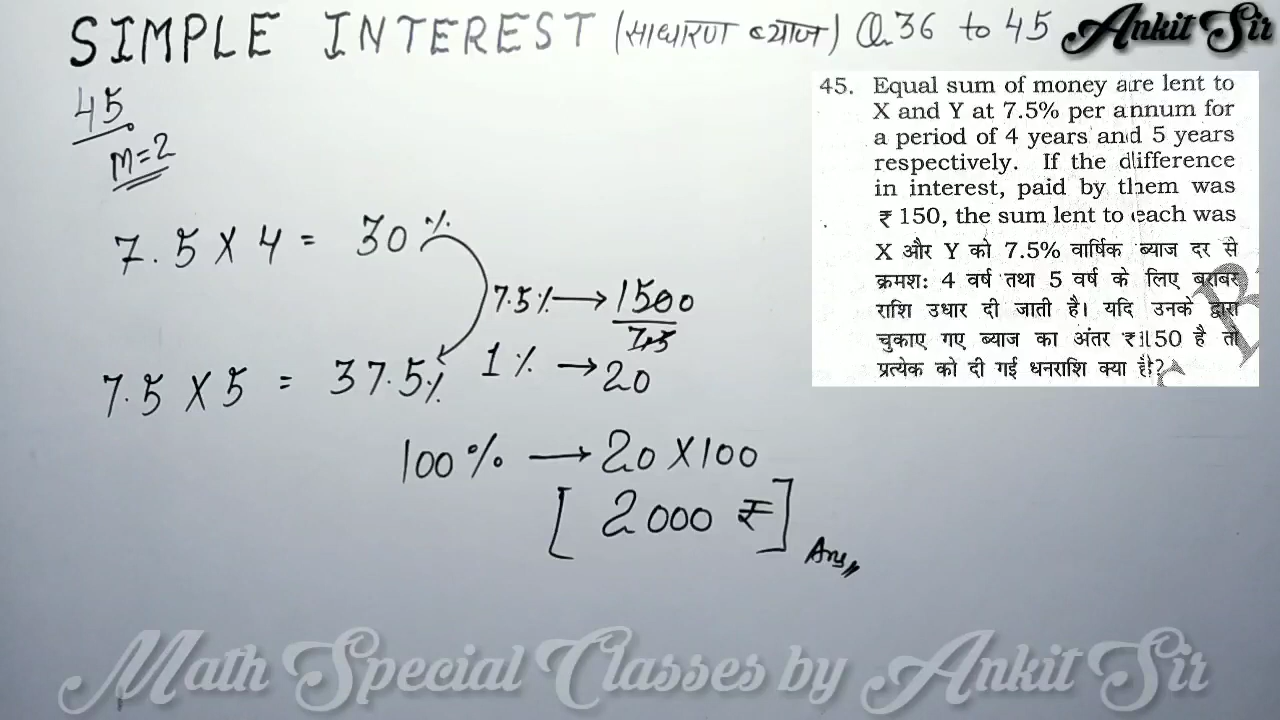 SIMPLE INTEREST (साधारण ब्याज) Q.36 to 45 Ankit Sir
45.
M=2
7.5 X 4 = 30 %
7.5% → 1500
7.5
7.5 X 5 = 37.5%
1 % → 20
100 % → 20 X 100
[ 2000 ₹ ]
Ans,,
45. Equal sum of money are lent to
X and Y at 7.5% per annum for
a period of 4 years and 5 years
respectively. If the difference
in interest, paid by them was
₹ 150, the sum lent to each was
X और Y को 7.5% वार्षिक ब्याज दर से
क्रमश: 4 वर्ष तथा 5 वर्ष के लिए बराबर
राशि उधार दी जाती है। यदि उनके द्वारा
चुकाए गए ब्याज का अंतर ₹ 150 है तो
प्रत्येक को दी गई धनराशि क्या है?
Math Special Classes by Ankit Sir